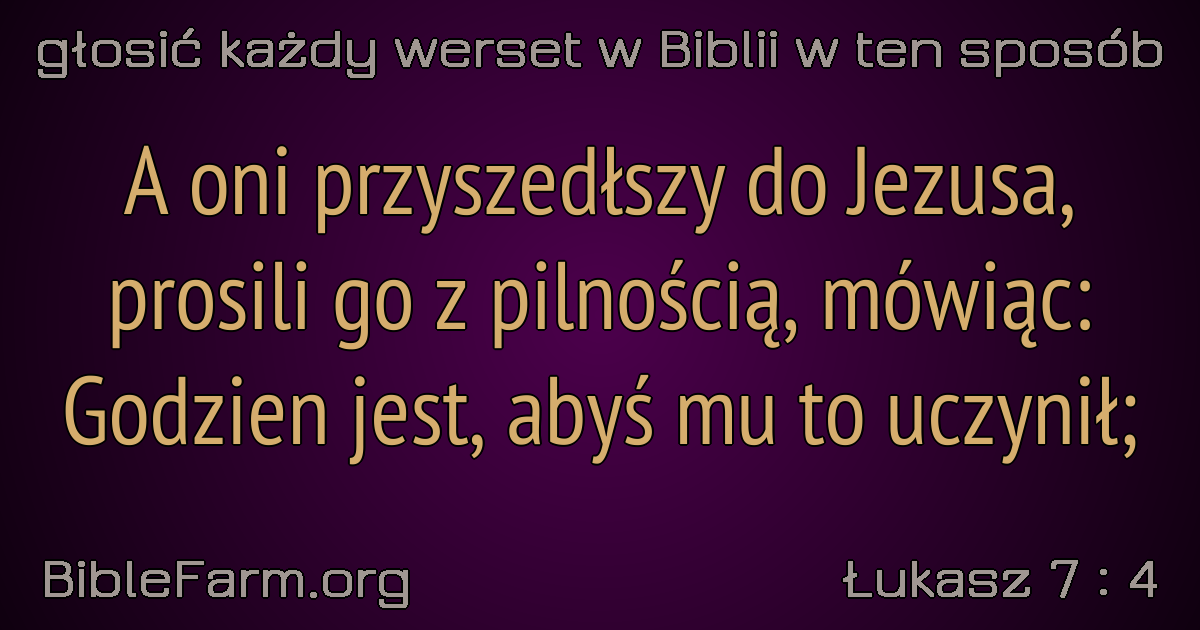 głosić każdy werset w Biblii w ten sposób
A oni przyszedłszy do Jezusa,
prosili go z pilnością, mówiąc:
Godzien jest, abyś mu to uczynił;
BibleFarm.org
Łukasz 7 : 4